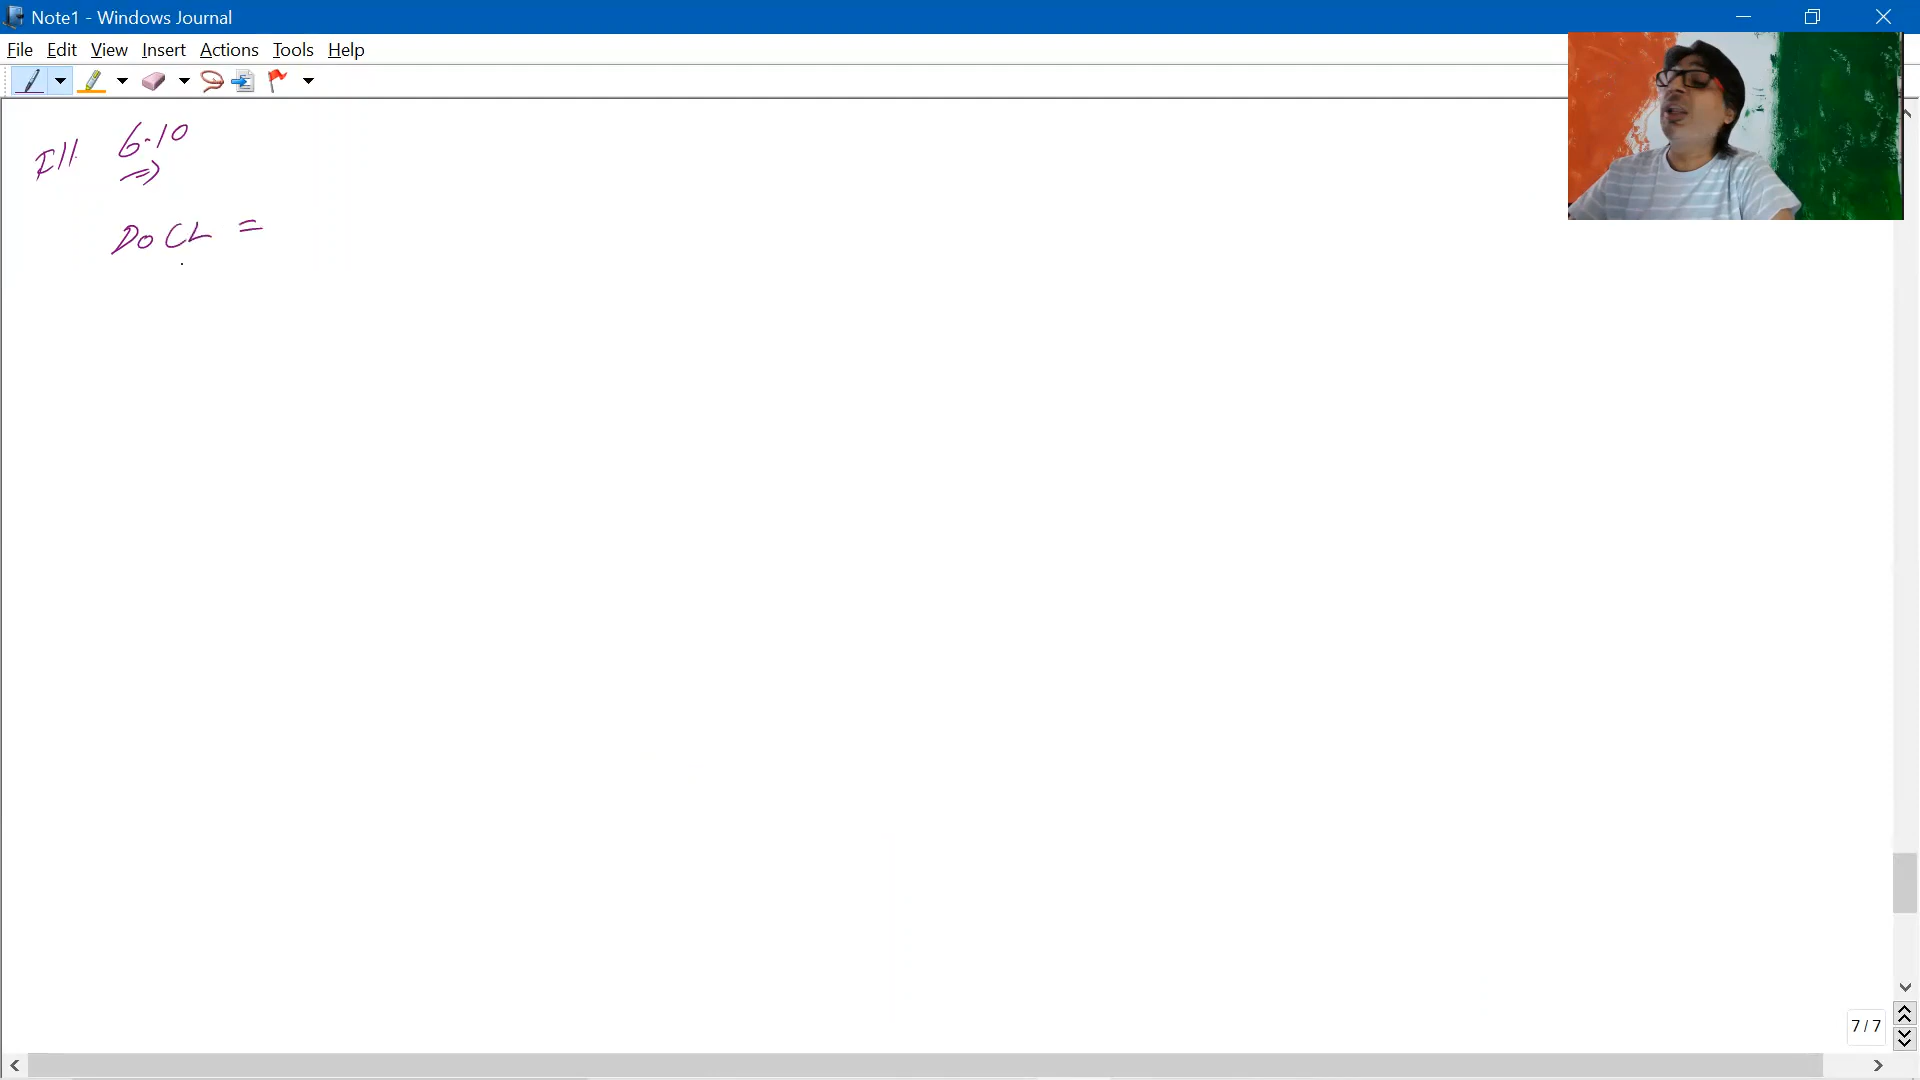 Note1 - Windows Journal
File Edit View Insert Actions Tools Help
Ill. 6.10
⇒
DoCL =
7 / 7